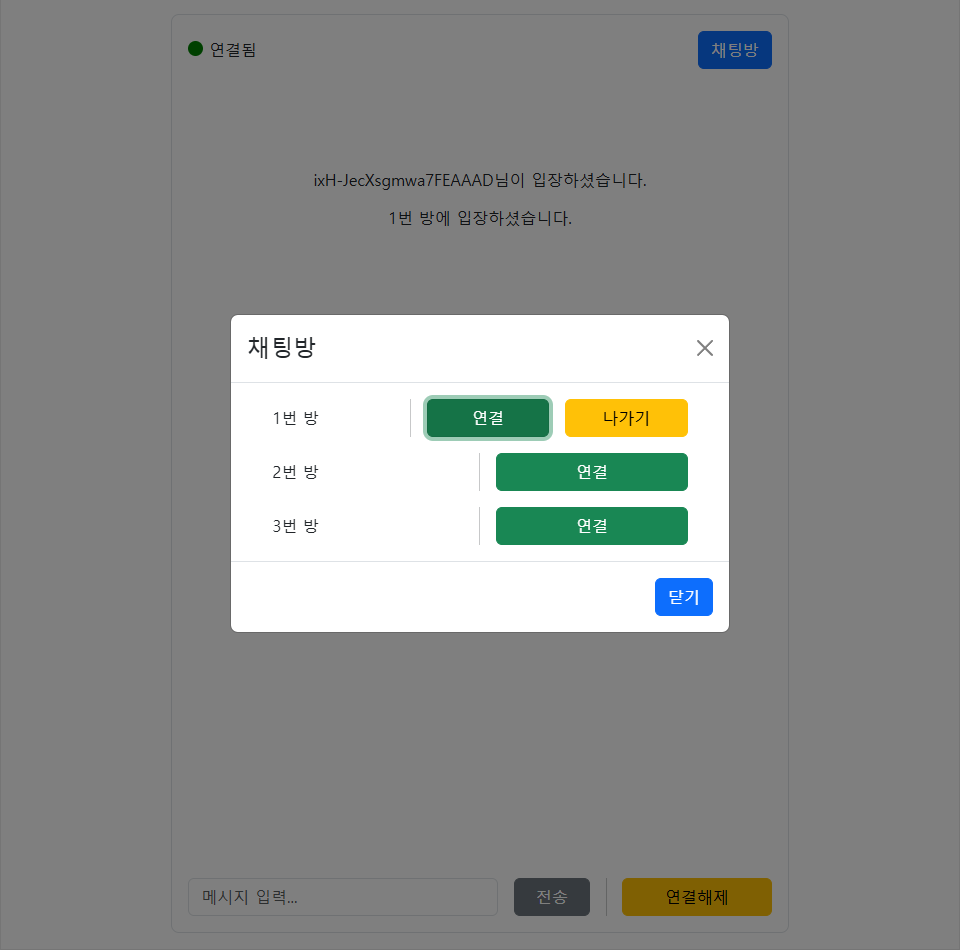 연결됨 채팅방
ixH-JecXsgmwa7FEAAAD님이 입장하셨습니다.
1번 방에 입장하셨습니다.
채팅방
1번 방 연결 나가기
2번 방 연결
3번 방 연결
닫기
메시지 입력... 전송 연결해제